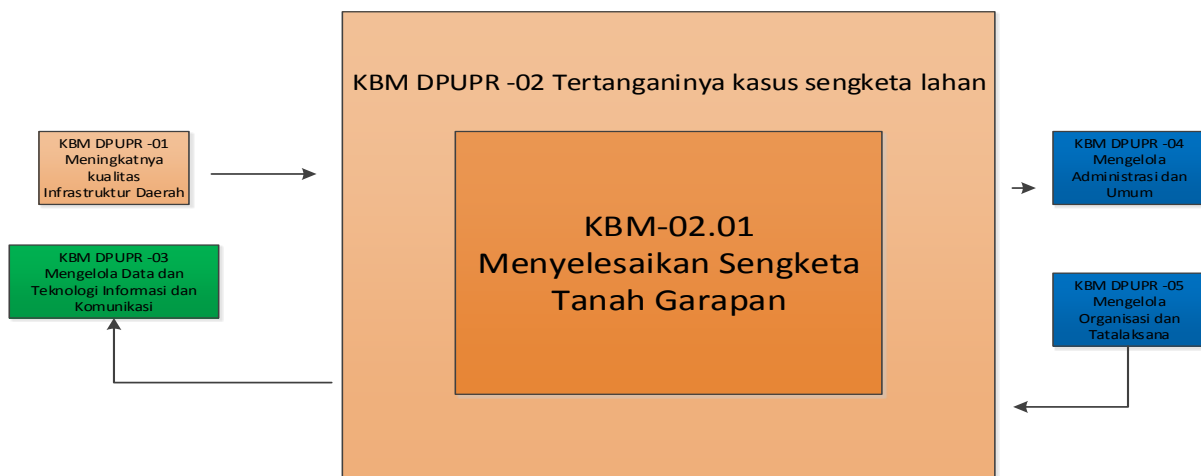 KBM DPUPR -02 Tertanganinya kasus sengketa lahan
KBM DPUPR -01
Meningkatnya
kualitas
Infrastruktur Daerah
KBM DPUPR -03
Mengelola Data dan
Teknologi Informasi dan
Komunikasi
KBM-02.01
Menyelesaikan Sengketa
Tanah Garapan
KBM DPUPR -04
Mengelola
Administrasi dan
Umum
KBM DPUPR -05
Mengelola
Organisasi dan
Tatalaksana